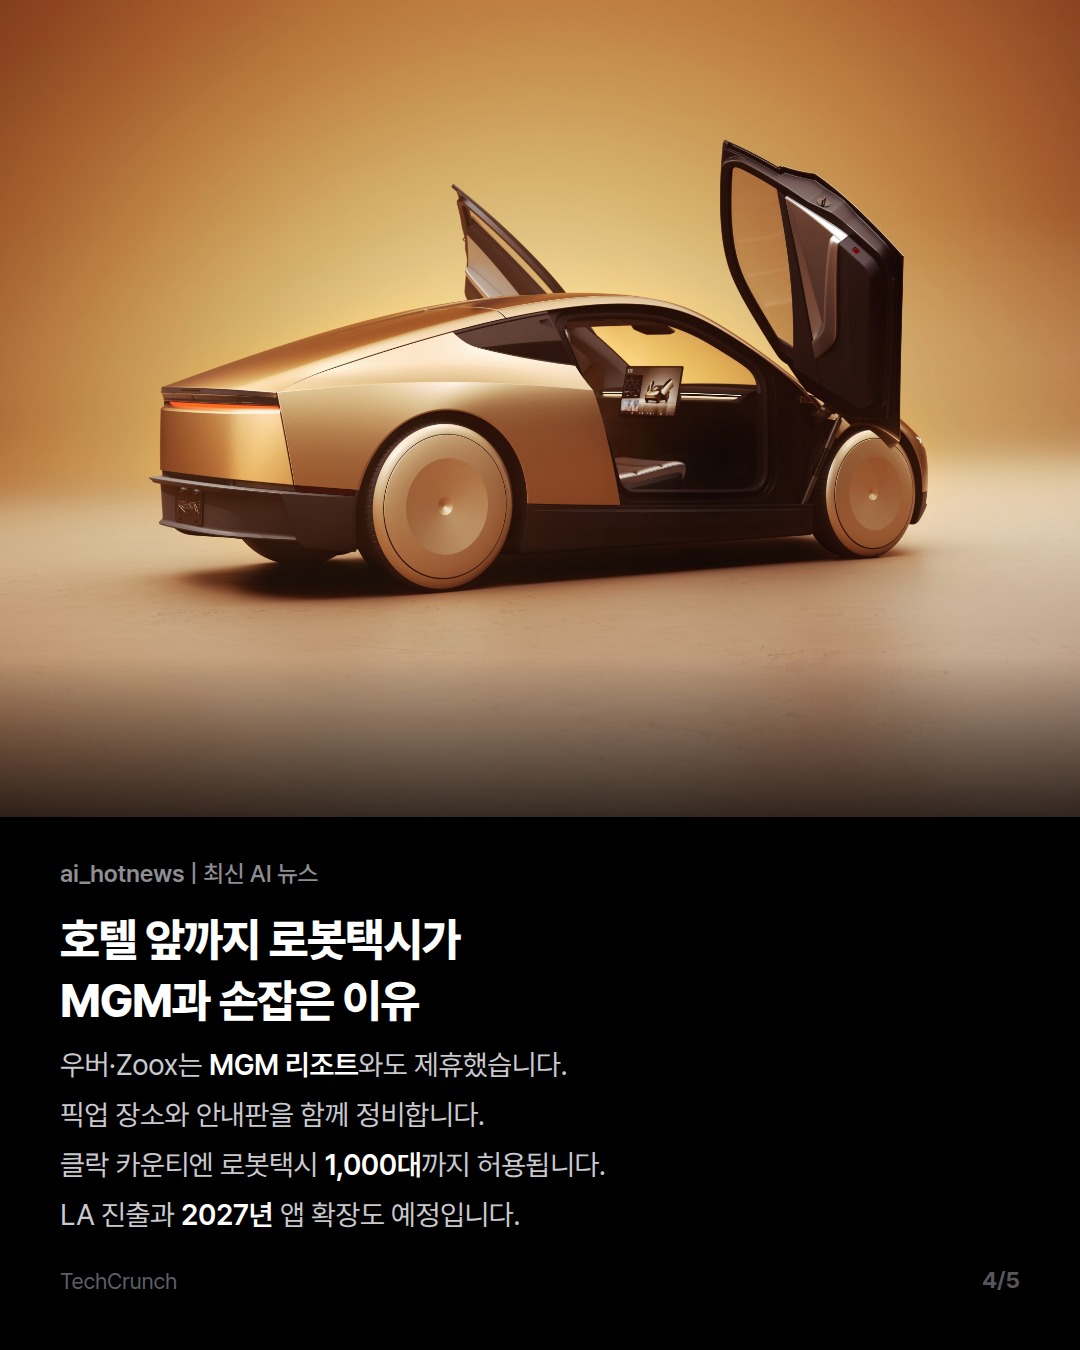 ai_hotnews | 최신 AI 뉴스
호텔 앞까지 로봇택시가
MGM과 손잡은 이유
우버·Zoox는 MGM 리조트와도 제휴했습니다.
픽업 장소와 안내판을 함께 정비합니다.
클락 카운티엔 로봇택시 1,000대까지 허용됩니다.
LA 진출과 2027년 앱 확장도 예정입니다.
TechCrunch
4/5